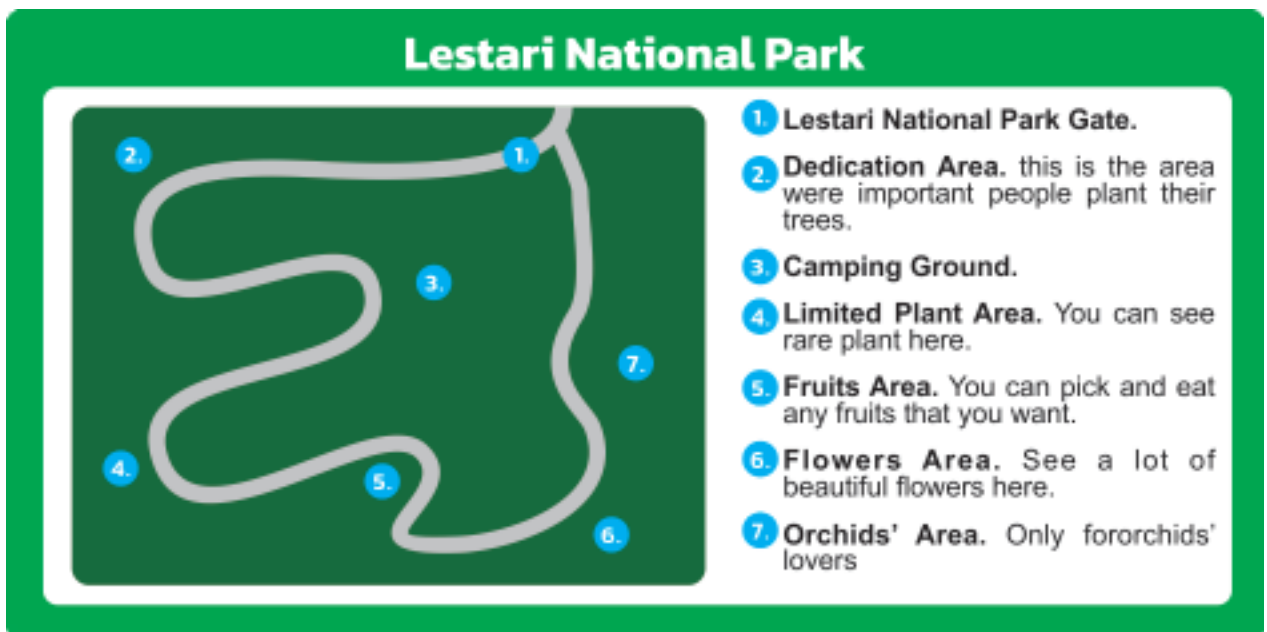 Lestari National Park
2.
1.
3.
7.
4.
5.
6.
1. Lestari National Park Gate.
2. Dedication Area. this is the area
were important people plant their
trees.
3. Camping Ground.
4. Limited Plant Area. You can see
rare plant here.
5. Fruits Area. You can pick and eat
any fruits that you want.
6. Flowers Area. See a lot of
beautiful flowers here.
7. Orchids’ Area. Only fororchids’
lovers